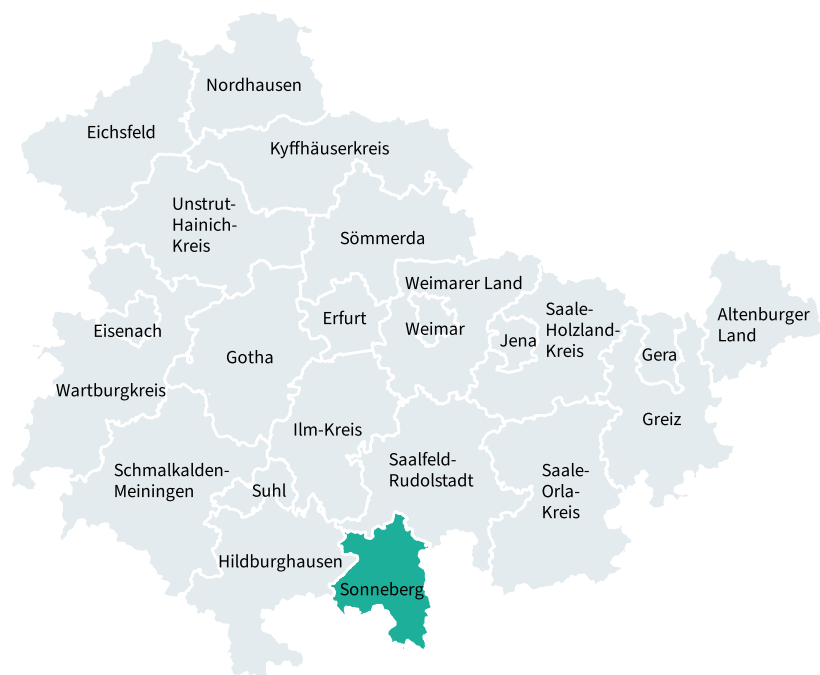 Nordhausen
Eichsfeld
Kyffhäuserkreis
Unstrut-
Hainich-
Kreis
Sömmerda
Weimarer Land
Eisenach
Erfurt
Weimar
Jena
Saale-
Holzland-
Kreis
Altenburger
Land
Gotha
Gera
Wartburgkreis
Ilm-Kreis
Greiz
Schmalkalden-
Meiningen
Suhl
Saalfeld-
Rudolstadt
Saale-
Orla-
Kreis
Hildburghausen
Sonneberg